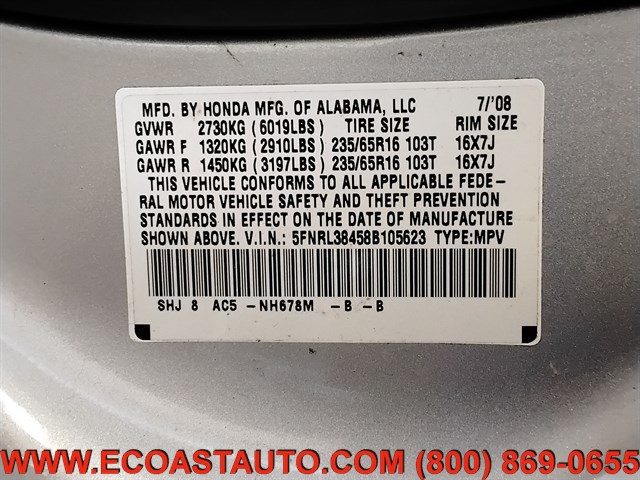 MFD. BY HONDA MFG. OF ALABAMA, LLC 7/'08
GVWR 2730KG (6019LBS) TIRE SIZE RIM SIZE
GAWR F 1320KG (2910LBS) 235/65R16 103T 16X7J
GAWR R 1450KG (3197LBS) 235/65R16 103T 16X7J
THIS VEHICLE CONFORMS TO ALL APPLICABLE FEDE-
RAL MOTOR VEHICLE SAFETY AND THEFT PREVENTION
STANDARDS IN EFFECT ON THE DATE OF MANUFACTURE
SHOWN ABOVE. V.I.N.: 5FNRL38458B105623 TYPE:MPV
SHJ 8 AC5 -NH678M -B -B
WWW.ECOASTAUTO.COM (800) 869-0655